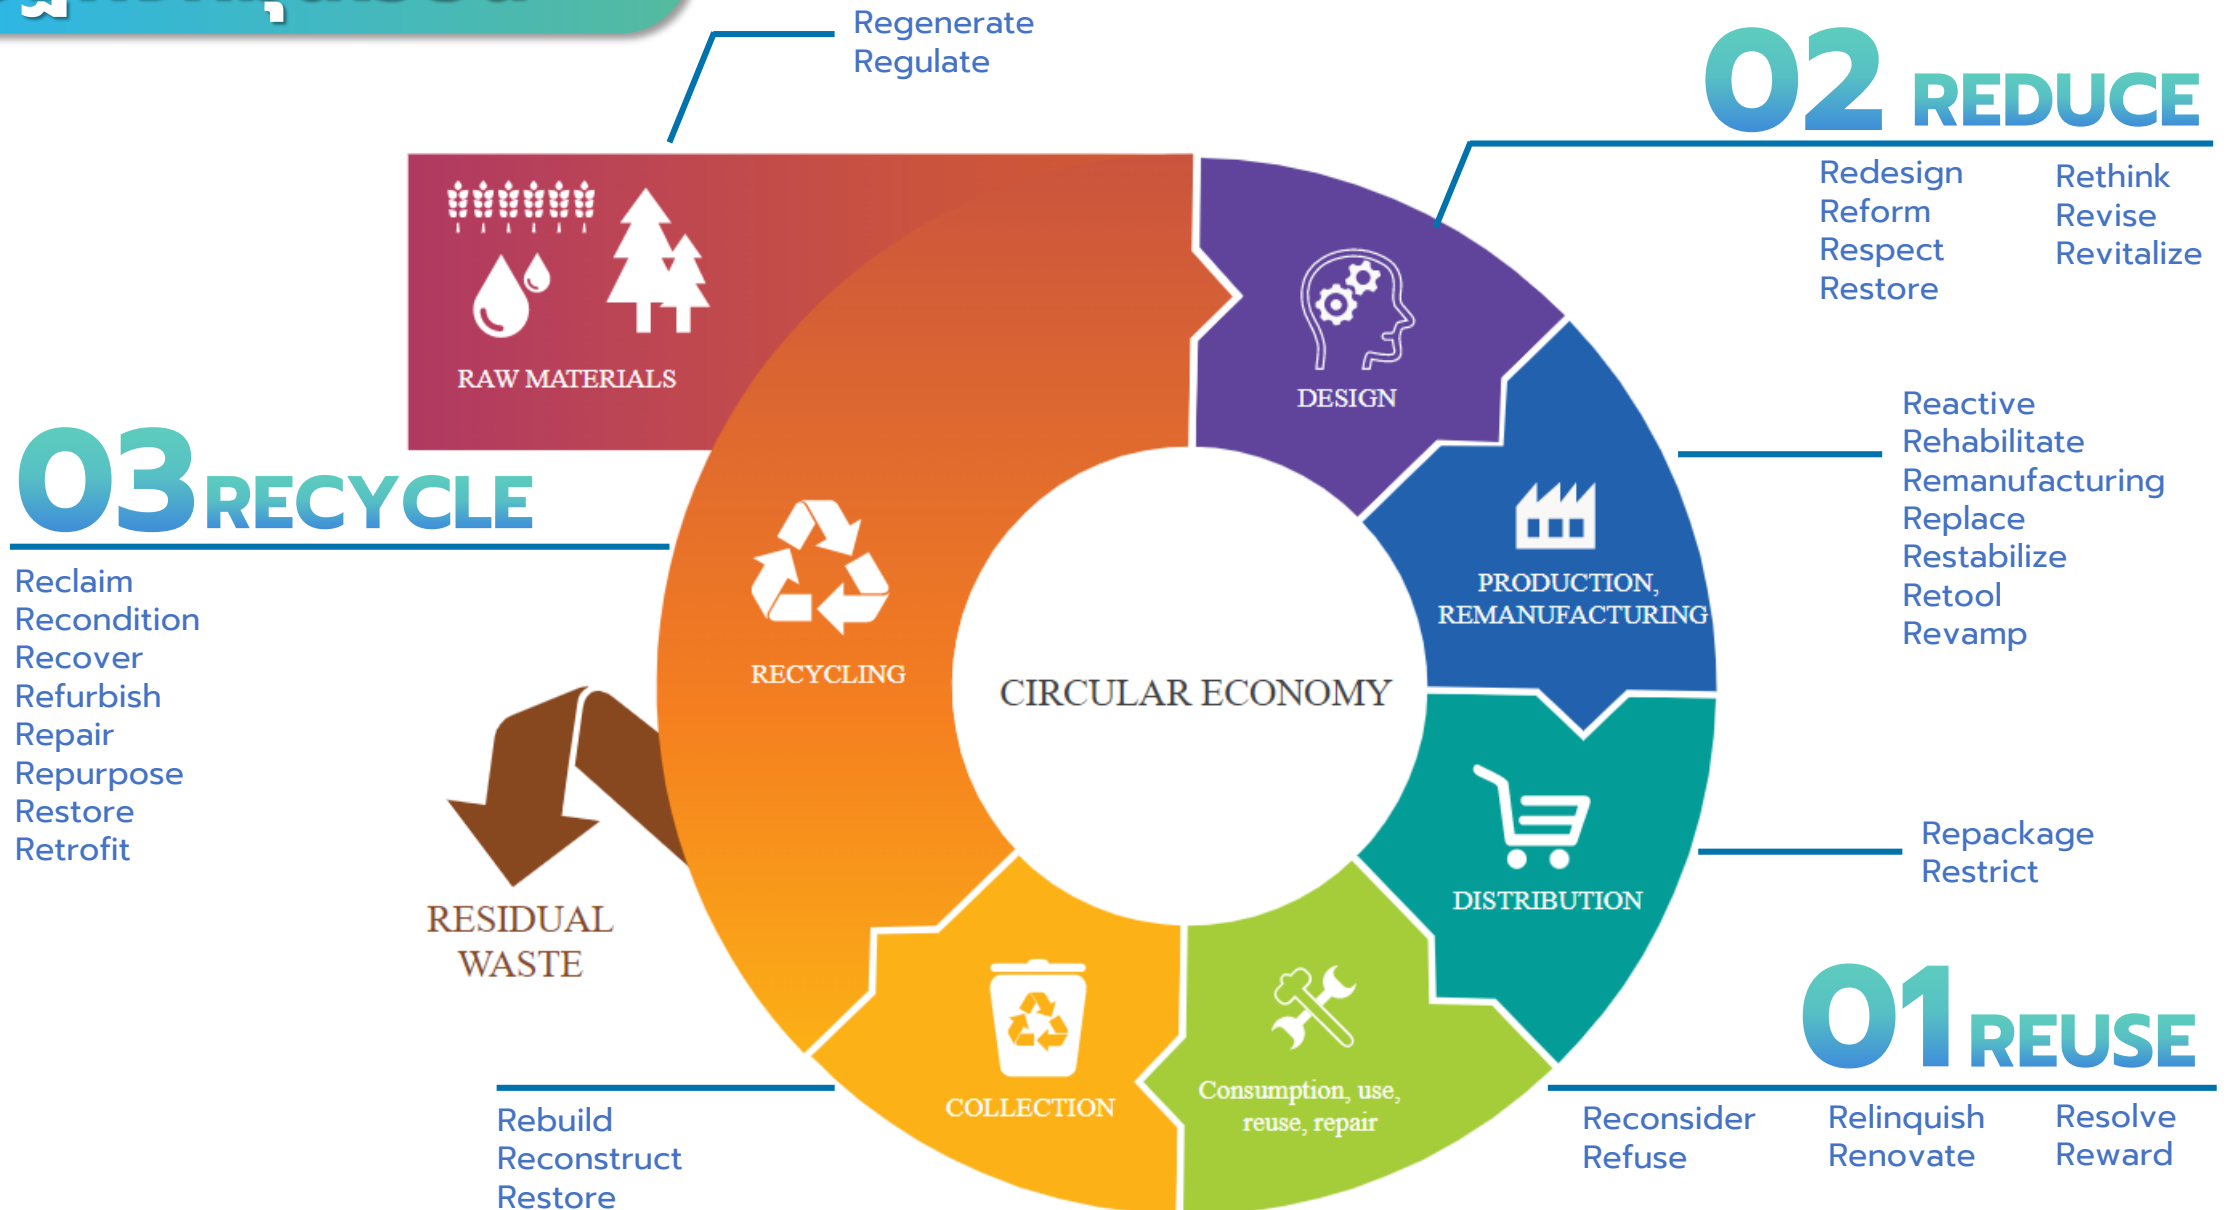 Regenerate
Regulate
02 REDUCE
Redesign
Reform
Respect
Restore
Rethink
Revise
Revitalize
RAW MATERIALS
DESIGN
Reactive
Rehabilitate
Remanufacturing
Replace
Restabilize
Retool
Revamp
03 RECYCLE
Reclaim
Recondition
Recover
Refurbish
Repair
Repurpose
Restore
Retrofit
PRODUCTION,
REMANUFACTURING
RECYCLING
CIRCULAR ECONOMY
DISTRIBUTION
Repackage
Restrict
RESIDUAL
WASTE
01 REUSE
Reconsider
Refuse
Relinquish
Renovate
Resolve
Reward
Consumption, use,
reuse, repair
COLLECTION
Rebuild
Reconstruct
Restore